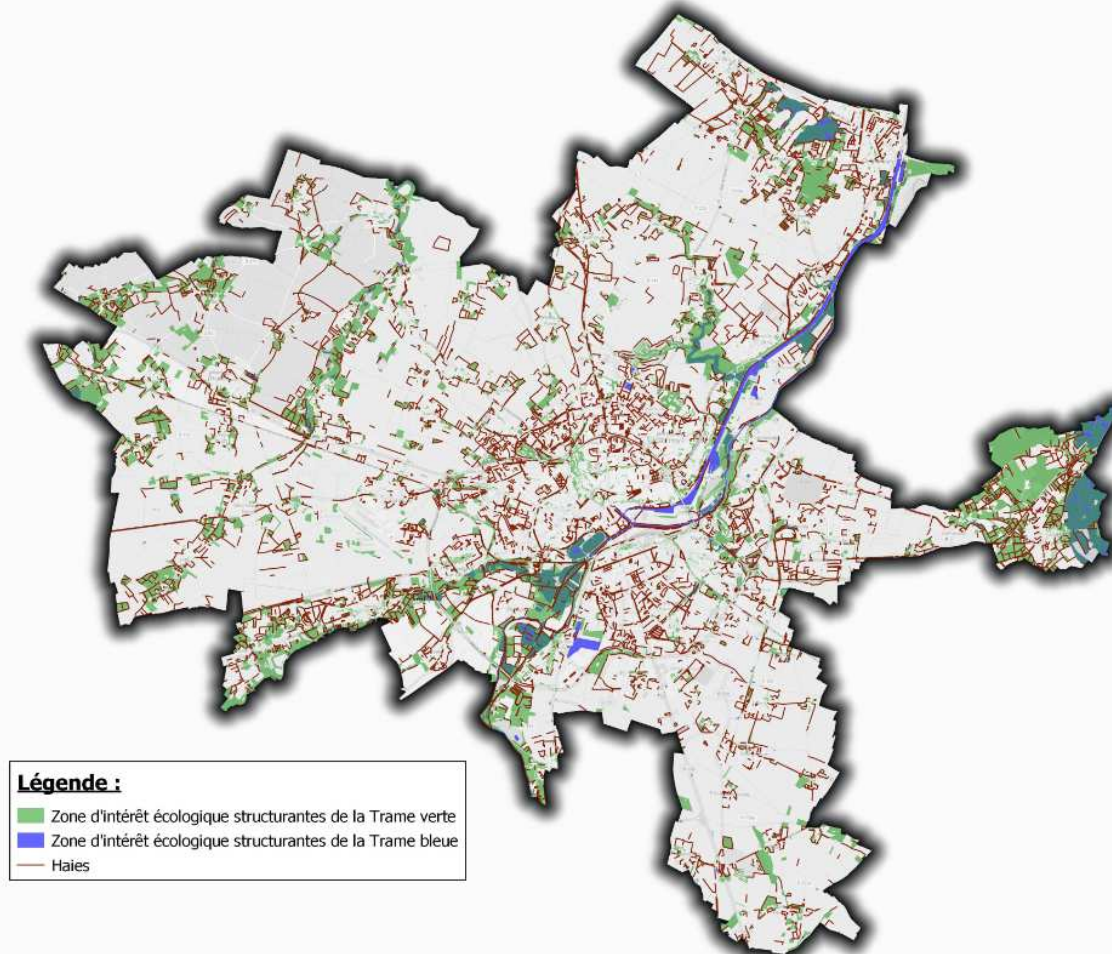 Légende :
Zone d'intérêt écologique structurantes de la Trame verte
Zone d'intérêt écologique structurantes de la Trame bleue
Haies